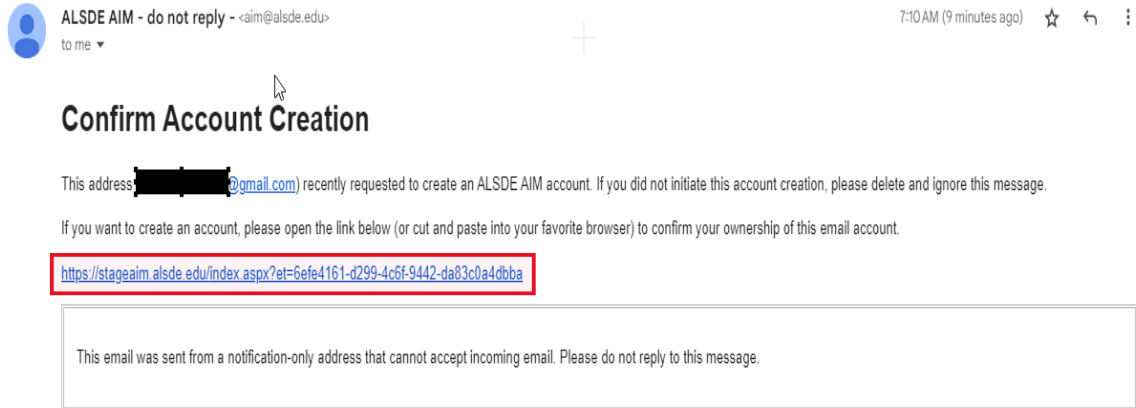 ALSDE AIM - do not reply - <aim@alsde.edu>
7:10 AM (9 minutes ago)
to me
Confirm Account Creation
This address @gmail.com) recently requested to create an ALSDE AIM account. If you did not initiate this account creation, please delete and ignore this message.
If you want to create an account, please open the link below (or cut and paste into your favorite browser) to confirm your ownership of this email account.
https://stageaim.alsde.edu/index.aspx?et=6efe4161-d299-4c6f-9442-da83c0a4dbba
This email was sent from a notification-only address that cannot accept incoming email. Please do not reply to this message.